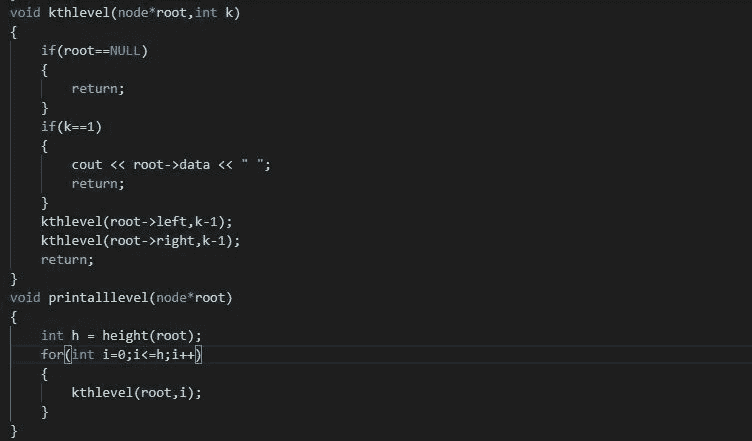 void kthlevel(node*root,int k)
{
    if(root==NULL)
    {
        return;
    }
    if(k==1)
    {
        cout << root->data << " ";
        return;
    }
    kthlevel(root->left,k-1);
    kthlevel(root->right,k-1);
    return;
}
void printalllevel(node*root)
{
    int h = height(root);
    for(int i=0;i<=h;i++)
    {
        kthlevel(root,i);
    }
}